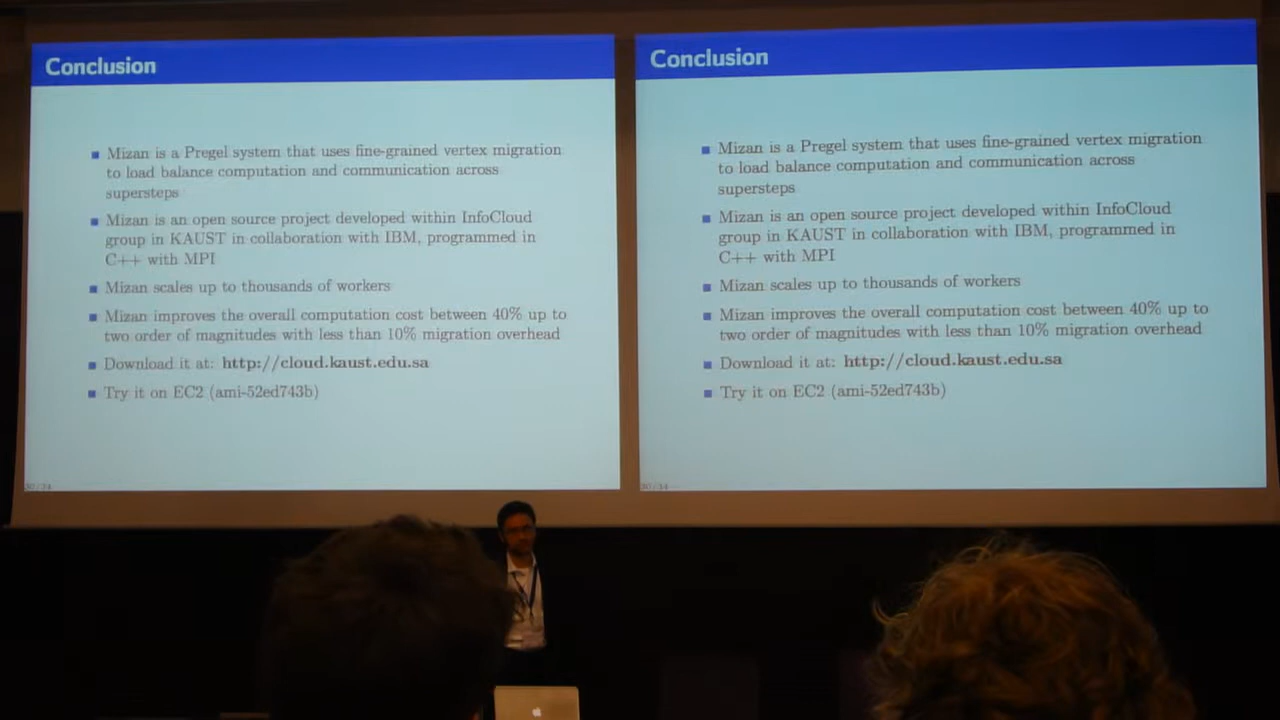 Conclusion
Mizan is a Pregel system that uses fine-grained vertex migration
to load balance computation and communication across
supersteps
Mizan is an open source project developed within InfoCloud
group in KAUST in collaboration with IBM, programmed in
C++ with MPI
Mizan scales up to thousands of workers
Mizan improves the overall computation cost between 40% up to
two order of magnitudes with less than 10% migration overhead
Download it at: http://cloud.kaust.edu.sa
Try it on EC2 (ami-52ed743b)
Conclusion
Mizan is a Pregel system that uses fine-grained vertex migration
to load balance computation and communication across
supersteps
Mizan is an open source project developed within InfoCloud
group in KAUST in collaboration with IBM, programmed in
C++ with MPI
Mizan scales up to thousands of workers
Mizan improves the overall computation cost between 40% up to
two order of magnitudes with less than 10% migration overhead
Download it at: http://cloud.kaust.edu.sa
Try it on EC2 (ami-52ed743b)